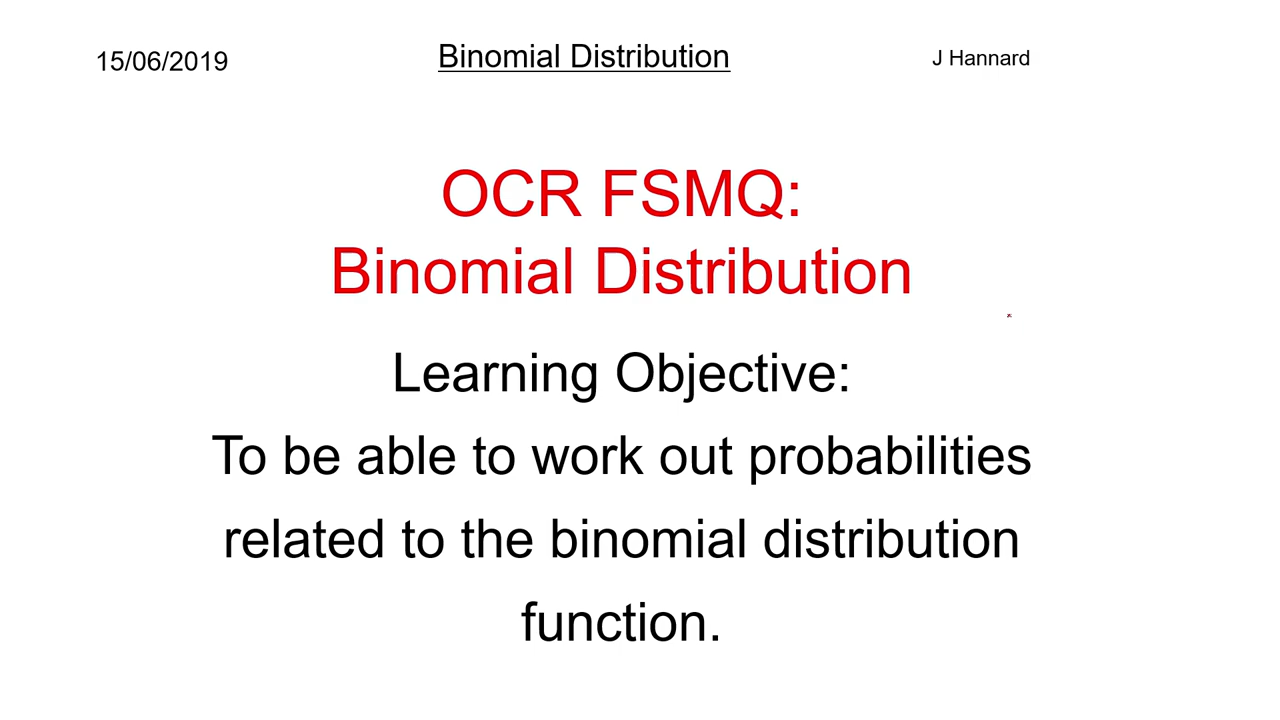 15/06/2019 Binomial Distribution J Hannard
OCR FSMQ:
Binomial Distribution
Learning Objective:
To be able to work out probabilities
related to the binomial distribution
function.